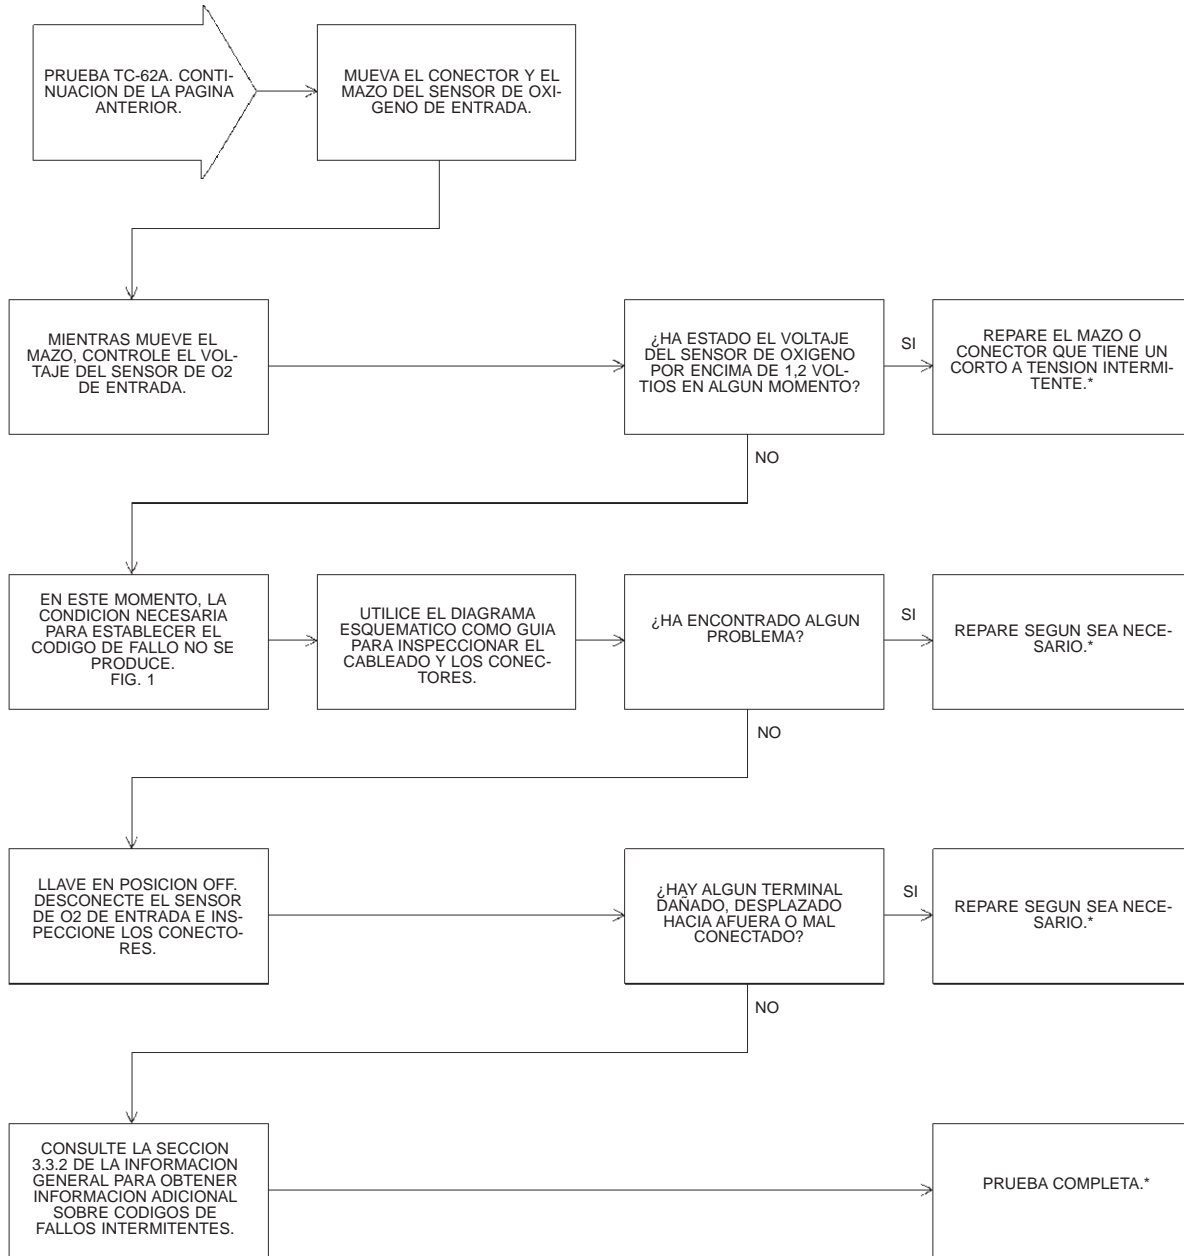 PRUEBA TC-62A. CONTI-
NUACION DE LA PAGINA
ANTERIOR.
MUEVA EL CONECTOR Y EL
MAZO DEL SENSOR DE OXI-
GENO DE ENTRADA.
MIENTRAS MUEVE EL
MAZO, CONTROLE EL VOL-
TAJE DEL SENSOR DE O2
DE ENTRADA.
¿HA ESTADO EL VOLTAJE
DEL SENSOR DE OXIGENO
POR ENCIMA DE 1,2 VOL-
TIOS EN ALGUN MOMENTO?
SI
REPARE EL MAZO O
CONECTOR QUE TIENE UN
CORTO A TENSION INTERMI-
TENTE.*
NO
EN ESTE MOMENTO, LA
CONDICION NECESARIA
PARA ESTABLECER EL
CODIGO DE FALLO NO SE
PRODUCE.
FIG. 1
UTILICE EL DIAGRAMA
ESQUEMATICO COMO GUIA
PARA INSPECCIONAR EL
CABLEADO Y LOS CONEC-
TORES.
¿HA ENCONTRADO ALGUN
PROBLEMA?
SI
REPARE SEGUN SEA NECE-
SARIO.*
NO
LLAVE EN POSICION OFF.
DESCONECTE EL SENSOR
DE O2 DE ENTRADA E INS-
PECCIONE LOS CONECTO-
RES.
¿HAY ALGUN TERMINAL
DAÑADO, DESPLAZADO
HACIA AFUERA O MAL
CONECTADO?
SI
REPARE SEGUN SEA NECE-
SARIO.*
NO
CONSULTE LA SECCION
3.3.2 DE LA INFORMACION
GENERAL PARA OBTENER
INFORMACION ADICIONAL
SOBRE CODIGOS DE
FALLOS INTERMITENTES.
PRUEBA COMPLETA.*